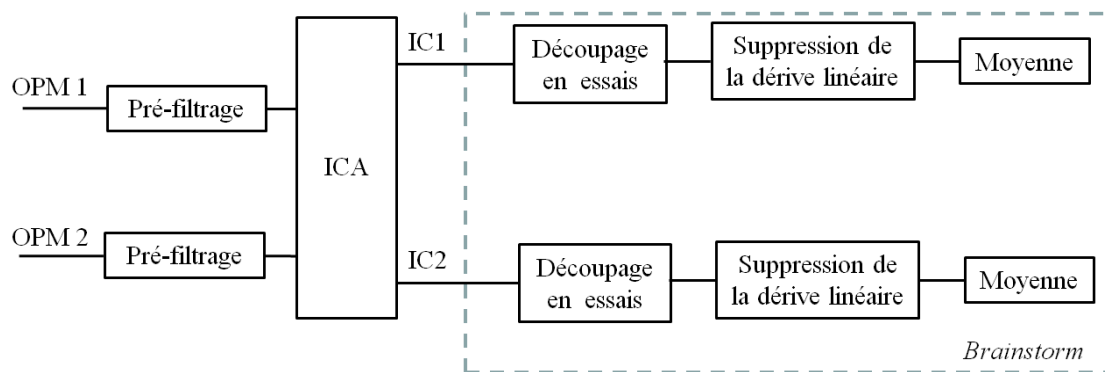 OPM 1
Pré-filtrage
ICA
IC1
Découpage
en essais
Suppression de
la dérive linéaire
Moyenne
OPM 2
Pré-filtrage
IC2
Découpage
en essais
Suppression de
la dérive linéaire
Moyenne
Brainstorm